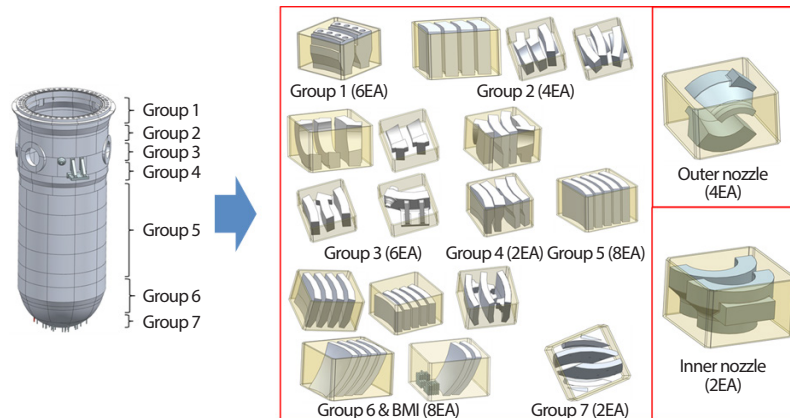 Group 1
Group 2
Group 3
Group 4
Group 5
Group 6
Group 7
Group 1 (6EA)
Group 2 (4EA)
Group 3 (6EA)
Group 4 (2EA)
Group 5 (8EA)
Group 6 & BMI (8EA)
Group 7 (2EA)
Outer nozzle
(4EA)
Inner nozzle
(2EA)